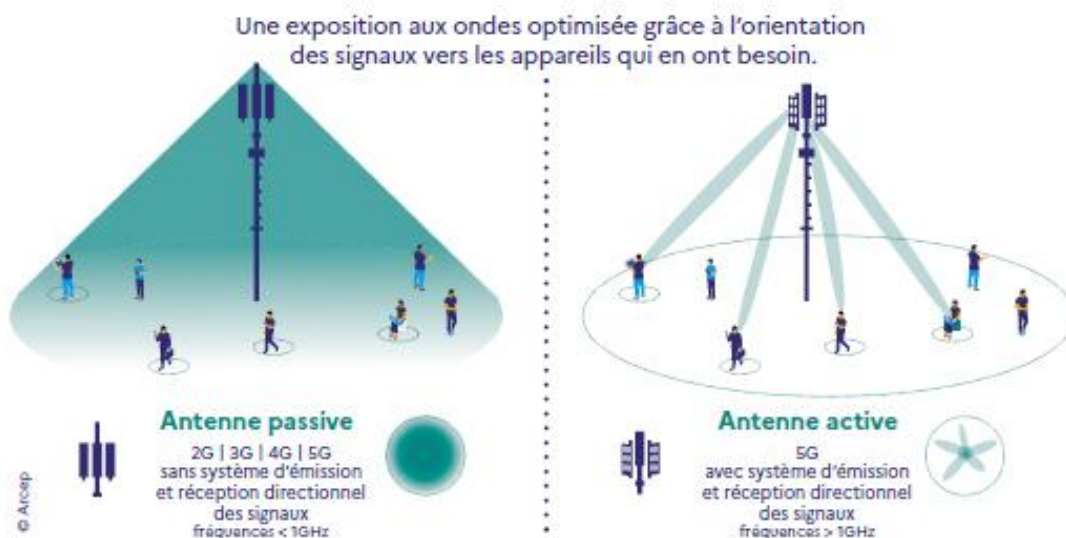 Une exposition aux ondes optimisée grâce à l'orientation
des signaux vers les appareils qui en ont besoin.
Antenne passive
2G | 3G | 4G | 5G
sans système d'émission
et réception directionnel
des signaux
fréquences < 1GHz
Antenne active
5G
avec système d'émission
et réception directionnel
des signaux
fréquences > 1GHz
© Arcep